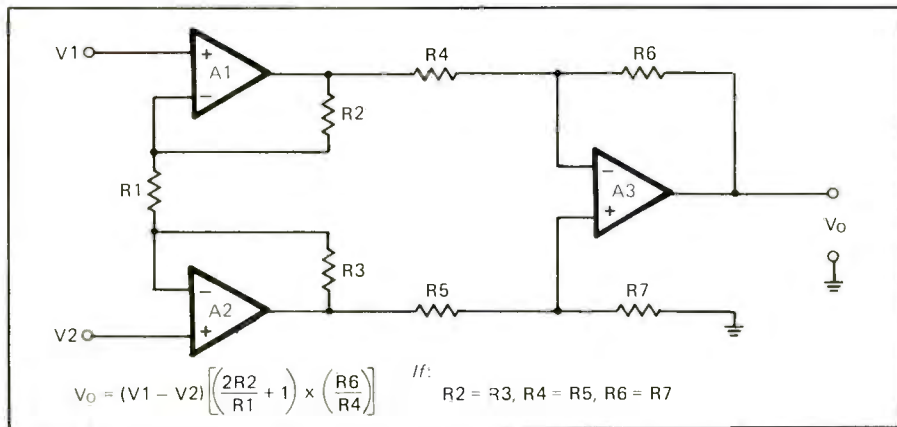 V1
+
A1
−
R4
R6
R2
R1
−
A3
+
VO
R3
−
A2
+
R5
R7
V2
VO = (V1 − V2) [(2R2/R1 + 1) × (R6/R4)]
If:
R2 = R3, R4 = R5, R6 = R7